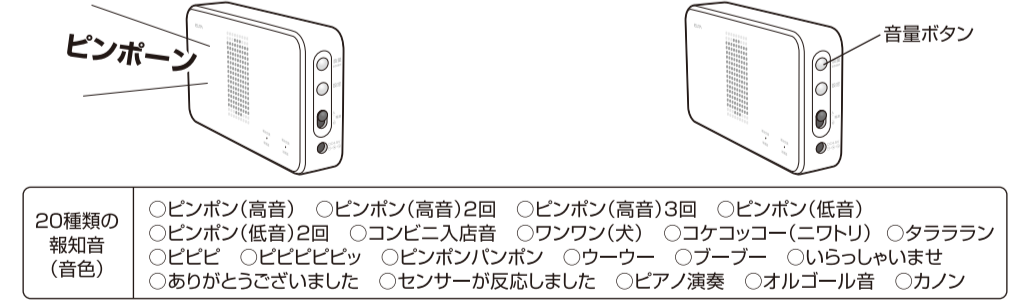 ピンポーン
音量ボタン
20種類の
報知音
（音色）
○ピンポン（高音） ○ピンポン（高音）2回 ○ピンポン（高音）3回 ○ピンポン（低音）
○ピンポン（低音）2回 ○コンビニ入店音 ○ワンワン（犬） ○コケコッコー（ニワトリ） ○タラララン
○ピピピ ○ピピピピピッ ○ピンポンパンポン ○ウーウー ○ブーブー ○いらっしゃいませ
○ありがとうございました ○センサーが反応しました ○ピアノ演奏 ○オルゴール音 ○カノン